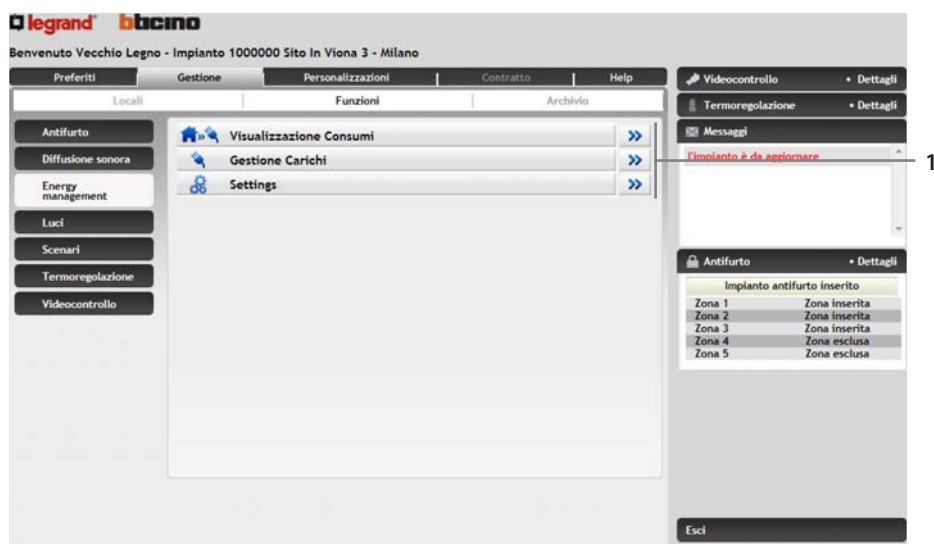 legrand bticino
Benvenuto Vecchio Legno - Impianto 1000000 Sito In Viona 3 - Milano
Preferiti Gestione Personalizzazioni Contratto Help
Locali Funzioni Archivio
Antifurto
Diffusione sonora
Energy
management
Luci
Scenari
Termoregolazione
Videocontrollo
Visualizzazione Consumi
Gestione Carichi
Settings
Videocontrollo • Dettagli
Termoregolazione • Dettagli
Messaggi
l'impianto è da aggiornare
1
Antifurto • Dettagli
Impianto antifurto inserito
Zona 1 Zona inserita
Zona 2 Zona inserita
Zona 3 Zona inserita
Zona 4 Zona esclusa
Zona 5 Zona esclusa
Esci